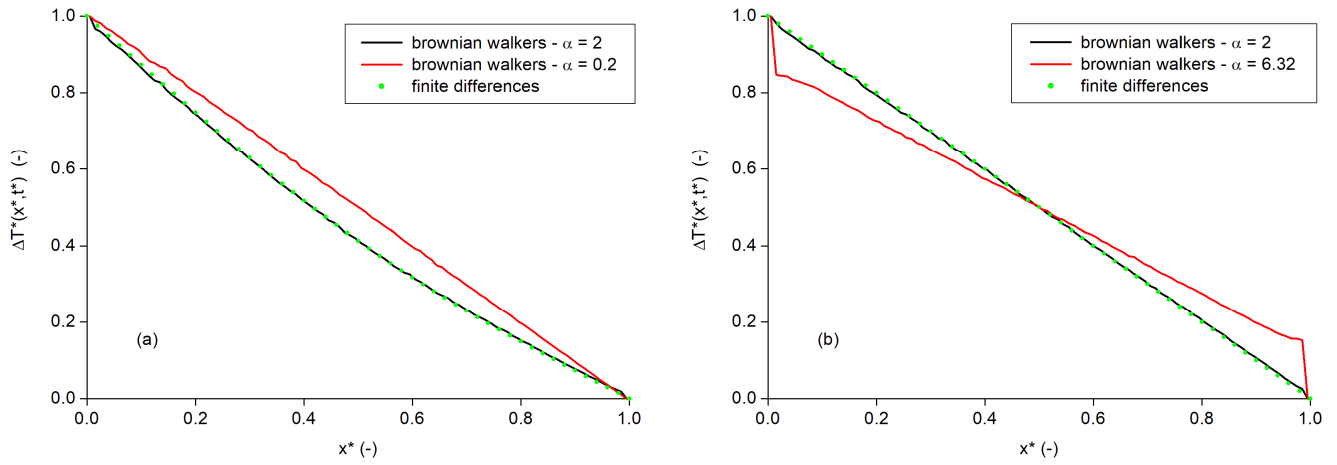 1.0
0.8
0.6
0.4
0.2
0.0
0.0
0.2
0.4
0.6
0.8
1.0
ΔT*(x*,t*) (-)
x* (-)
brownian walkers - α = 2
brownian walkers - α = 0.2
finite differences
(a)
1.0
0.8
0.6
0.4
0.2
0.0
0.0
0.2
0.4
0.6
0.8
1.0
ΔT*(x*,t*) (-)
x* (-)
brownian walkers - α = 2
brownian walkers - α = 6.32
finite differences
(b)